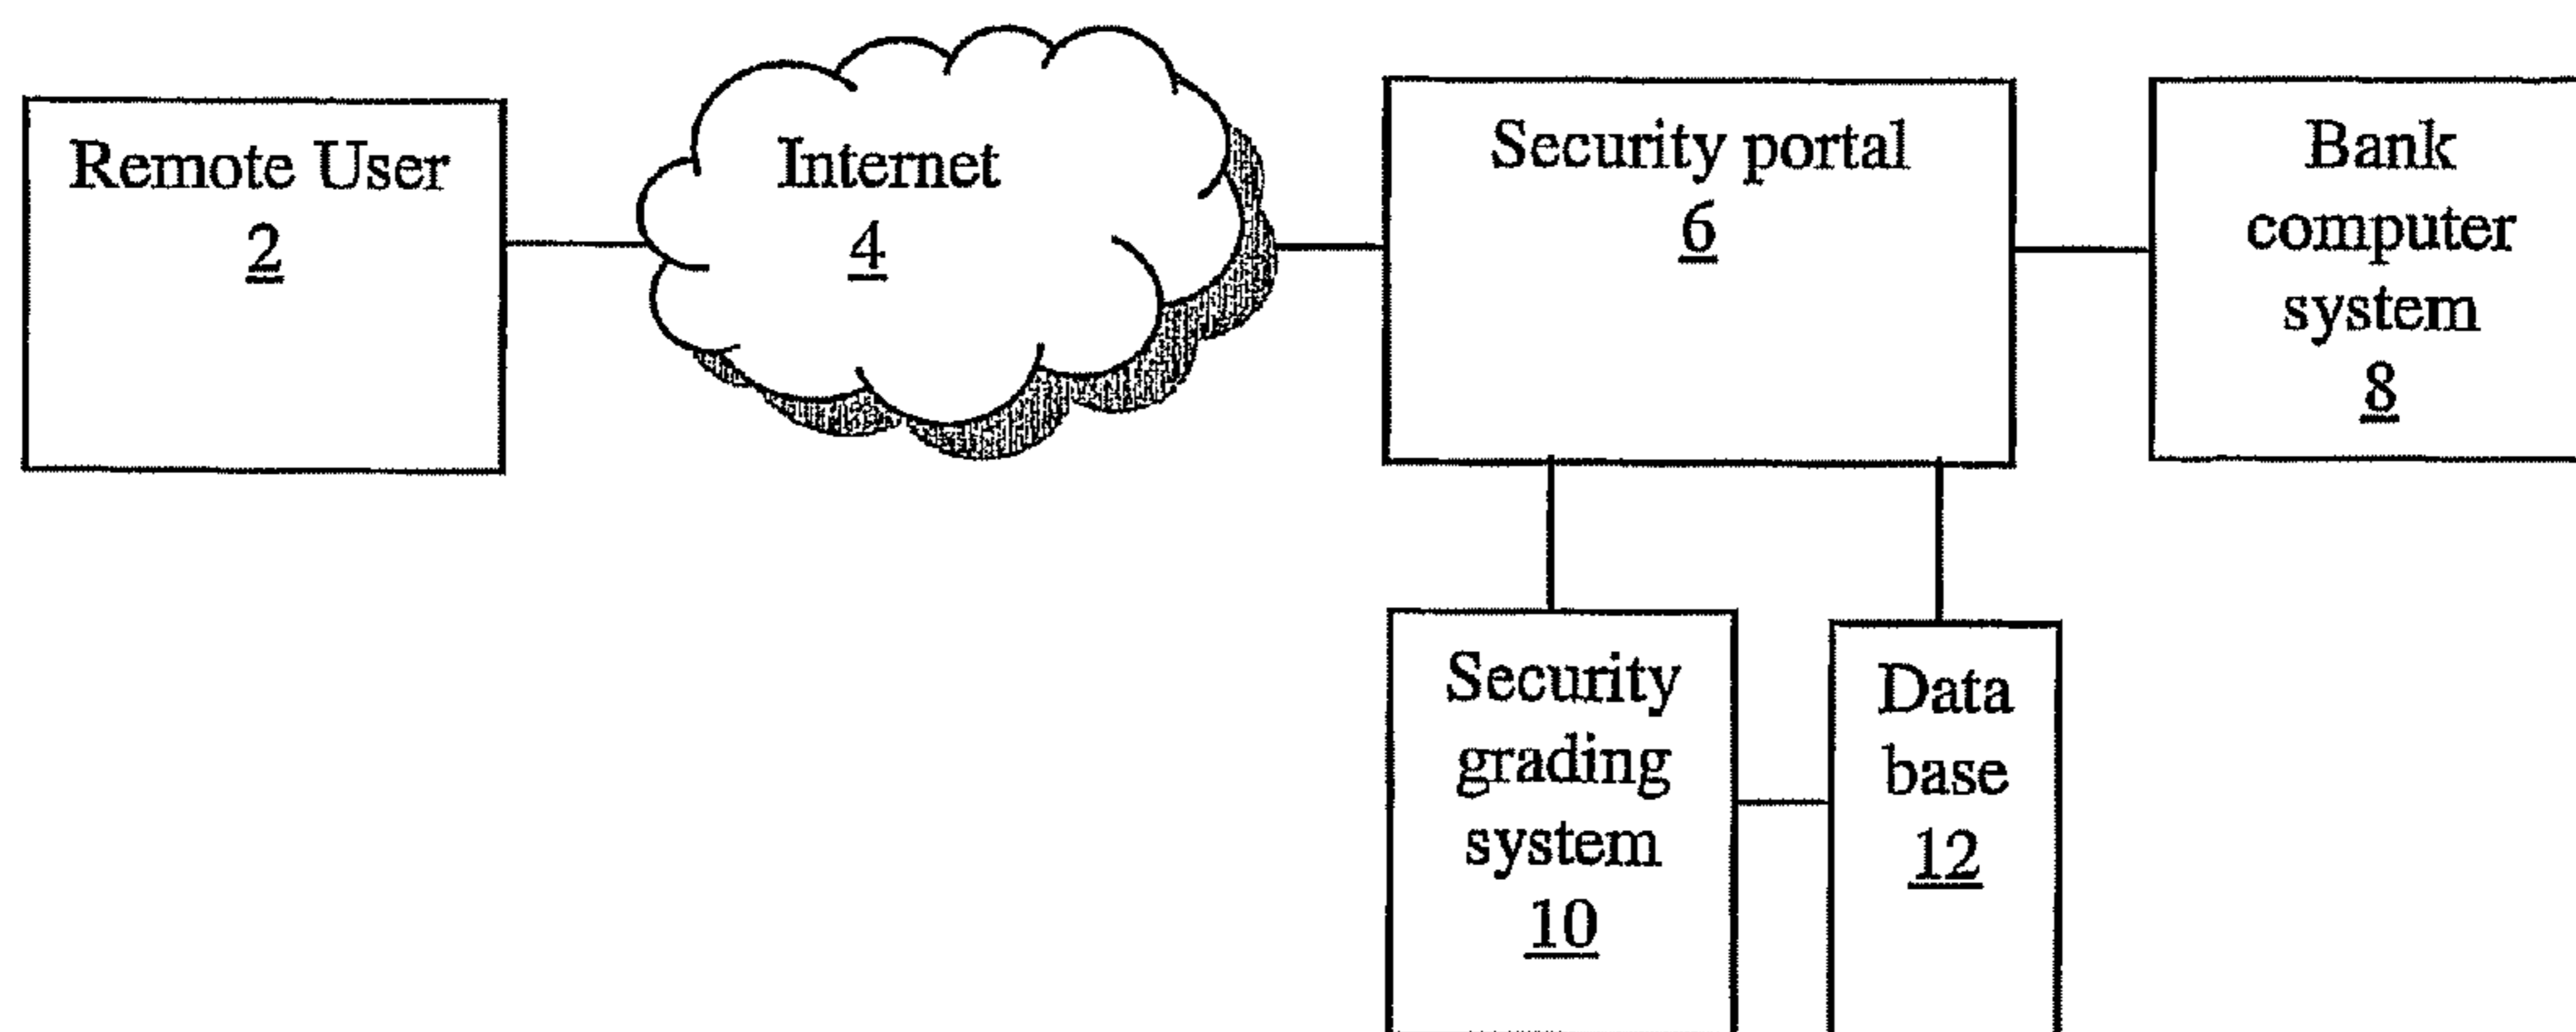 Remote User
2
Internet
4
Security portal
6
Bank
computer
system
8
Security
grading
system
10
Data
base
12